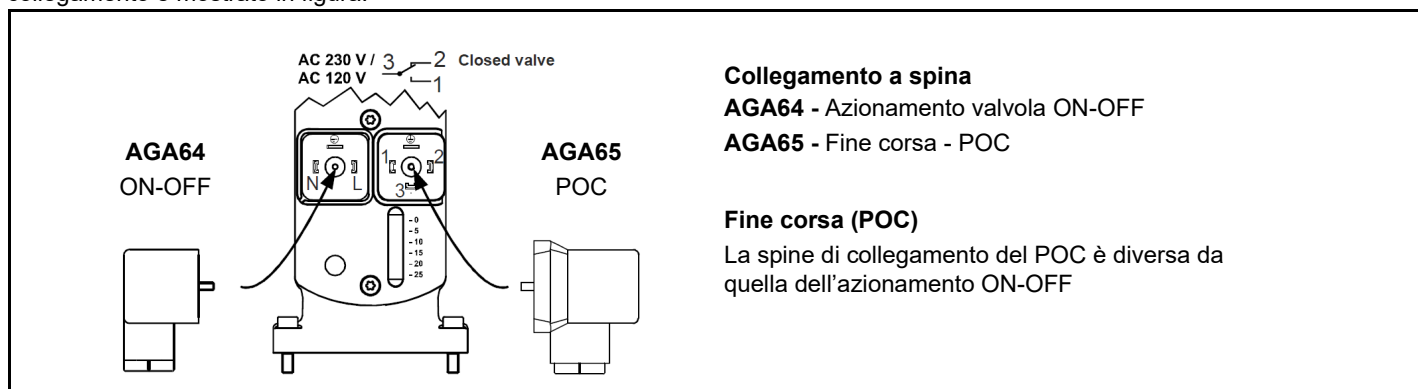 AC 230 V / 3 2 Closed valve
AC 120 V 1
AGA64
ON-OFF
N L
1 2
3
- 0
- 5
- 10
- 15
- 20
- 25
AGA65
POC
Collegamento a spina
AGA64 - Azionamento valvola ON-OFF
AGA65 - Fine corsa - POC
Fine corsa (POC)
La spine di collegamento del POC è diversa da
quella dell'azionamento ON-OFF